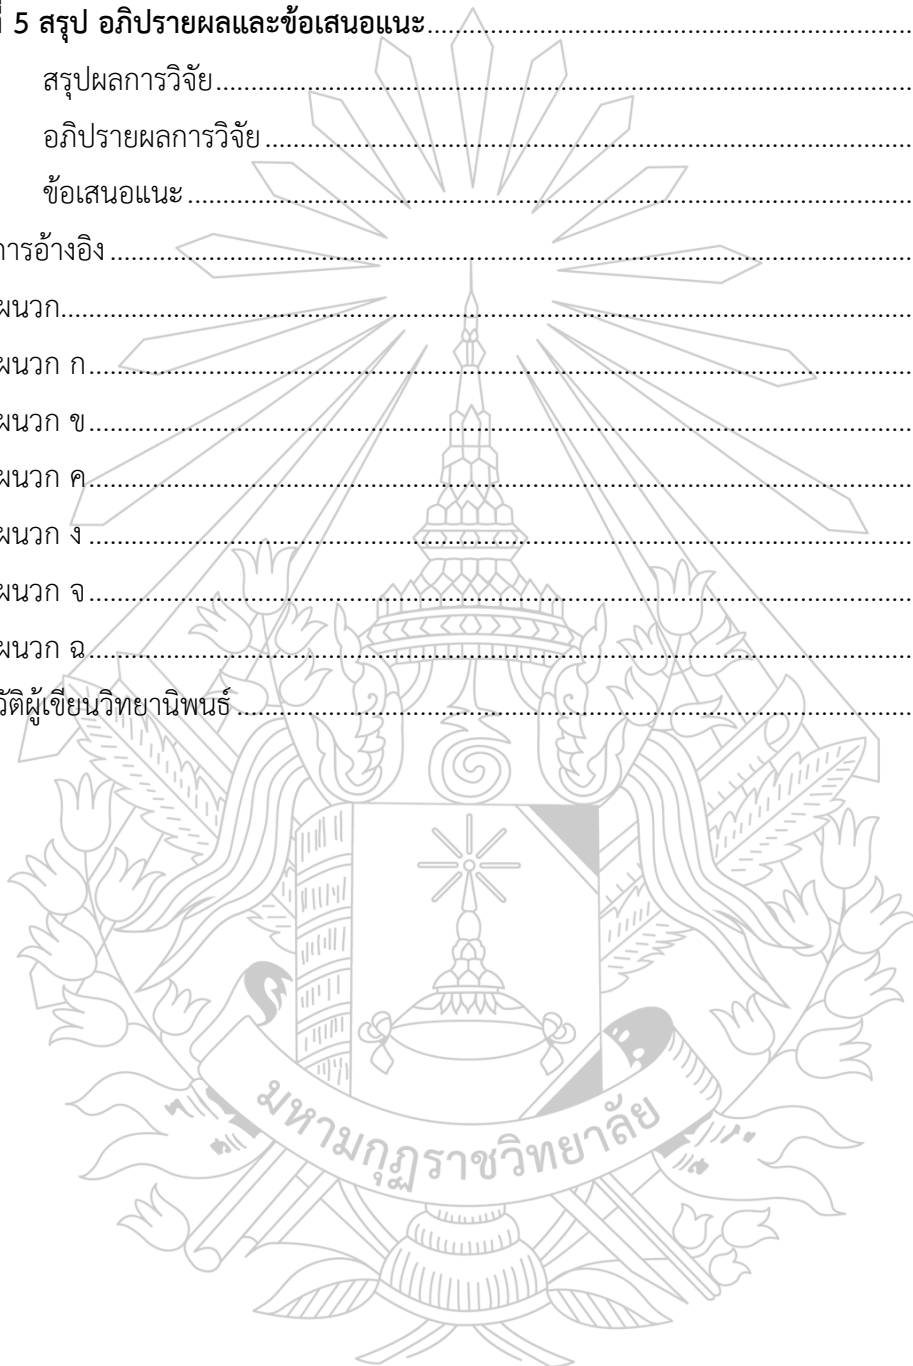 ที่ 5 สรุป อภิปรายผลและข้อเสนอแนะ
สรุปผลการวิจัย
อภิปรายผลการวิจัย
ข้อเสนอแนะ
การอ้างอิง
ผนวก
ผนวก ก
ผนวก ข
ผนวก ค
ผนวก ง
ผนวก จ
ผนวก ฉ
วัติผู้เขียนวิทยานิพนธ์
มหามกุฏราชวิทยาลัย